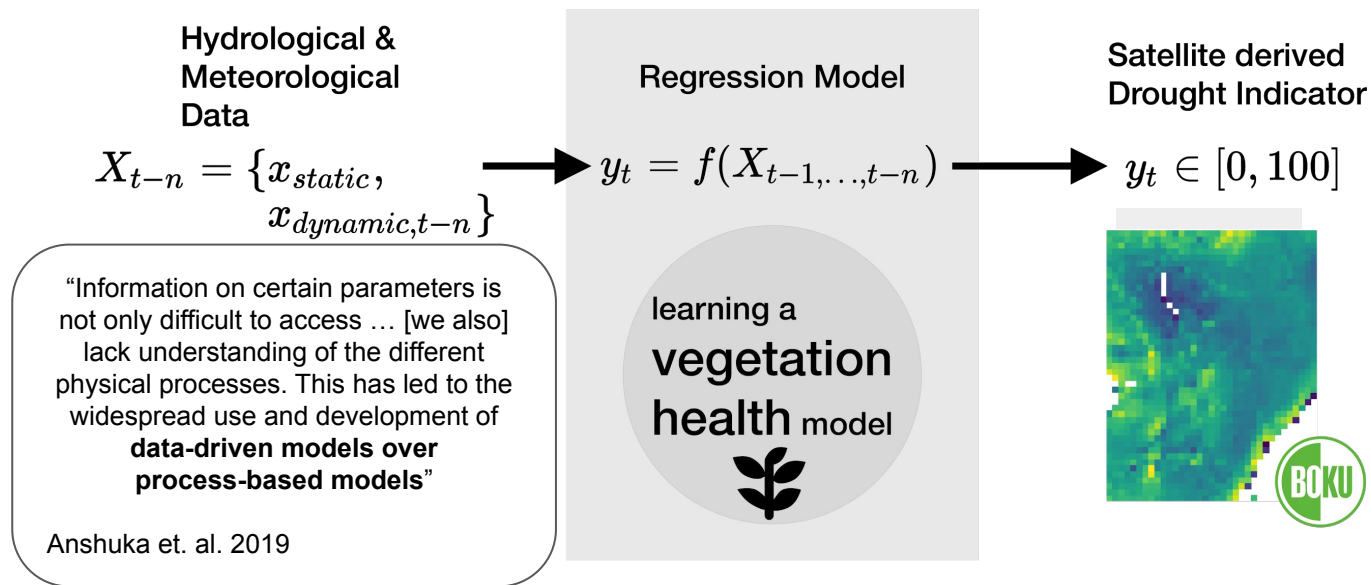 Hydrological &
Meteorological
Data
X_{t-n} = {x_{static},
x_{dynamic,t-n}}
“Information on certain parameters is
not only difficult to access … [we also]
lack understanding of the different
physical processes. This has led to the
widespread use and development of
data-driven models over
process-based models”
Anshuka et. al. 2019
Regression Model
y_t = f(X_{t-1,…,t-n})
learning a
vegetation
health model
Satellite derived
Drought Indicator
y_t ∈ [0, 100]
BOKU